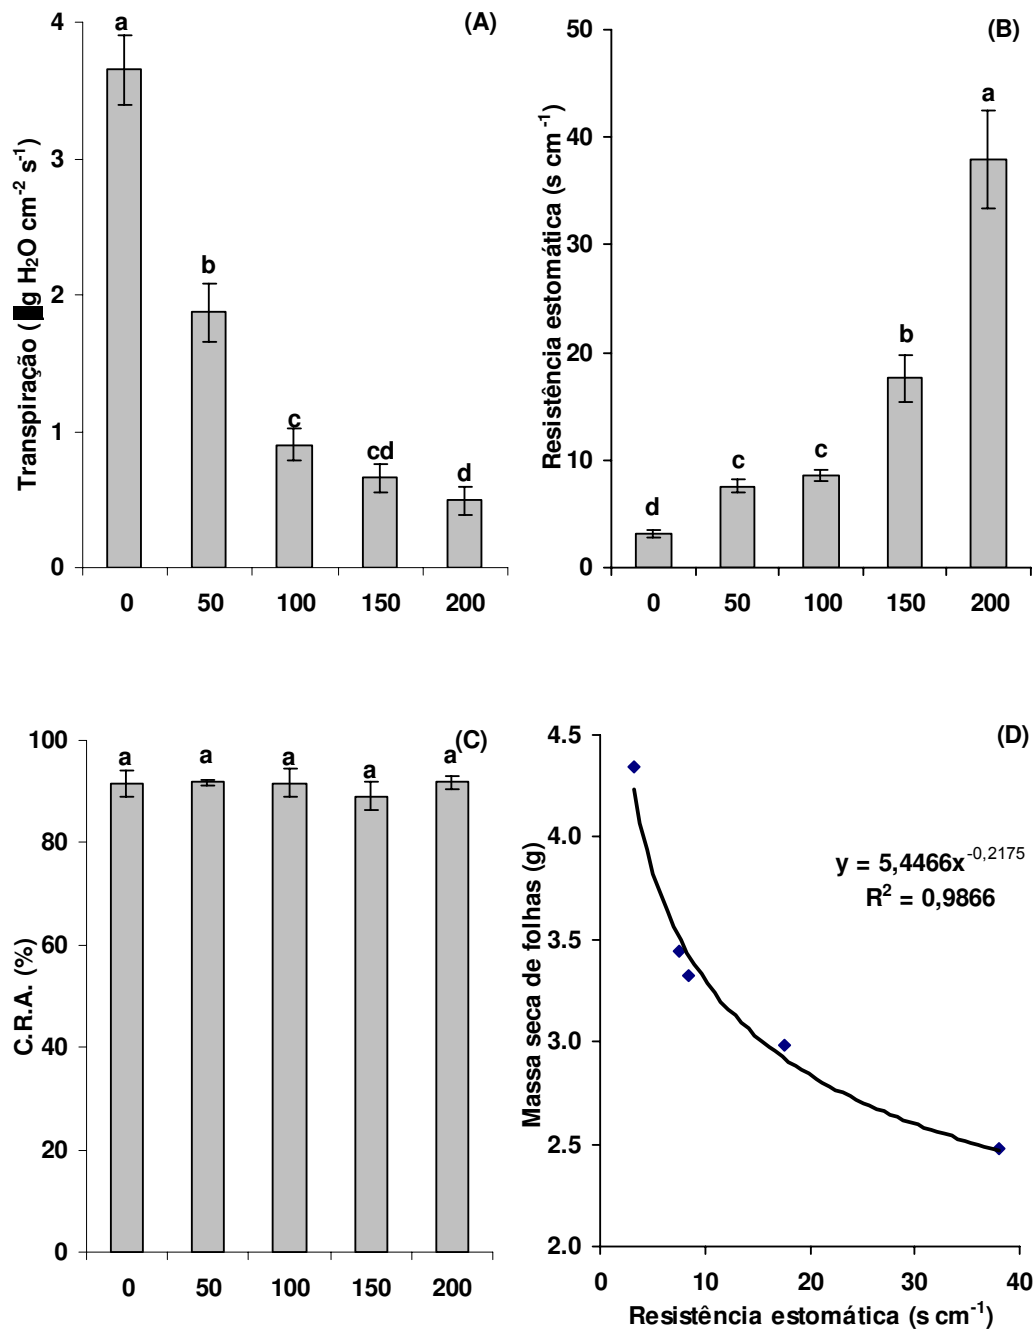 (A)
Transpiração (█g H₂O cm⁻² s⁻¹)
4
3
2
1
0
a
b
c
cd
d
0 50 100 150 200
(B)
Resistência estomática (s cm⁻¹)
50
40
30
20
10
0
d
c
c
b
a
0 50 100 150 200
(C)
C.R.A. (%)
100
80
60
40
20
0
a a a a a
0 50 100 150 200
(D)
Massa seca de folhas (g)
4.5
4.0
3.5
3.0
2.5
2.0
y = 5,4466x⁻⁰,²¹⁷⁵
R² = 0,9866
0 10 20 30 40
Resistência estomática (s cm⁻¹)